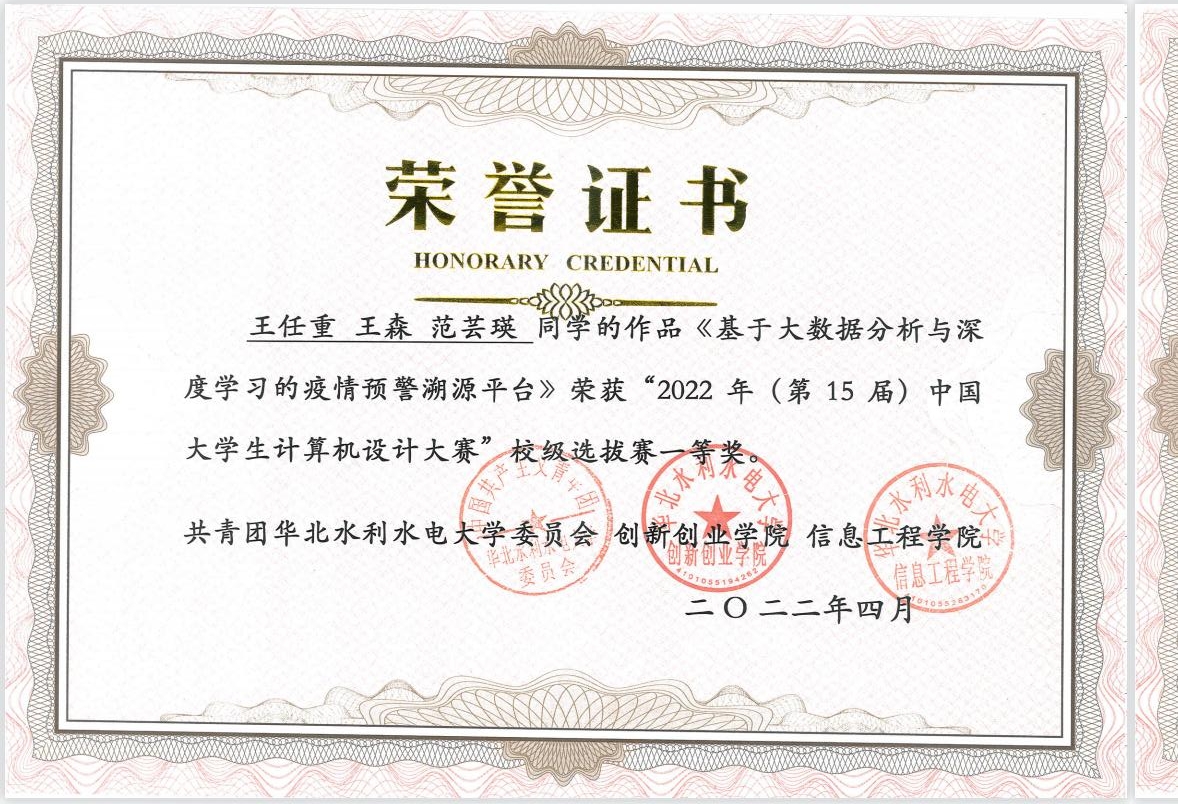 荣誉证书
HONORARY CREDENTIAL
王任重 王森 范芸瑛 同学的作品《基于大数据分析与深
度学习的疫情预警溯源平台》荣获“2022 年（第 15 届）中国
大学生计算机设计大赛”校级选拔赛一等奖。
共青团华北水利水电大学委员会 创新创业学院 信息工程学院
二〇二二年四月
中国共产主义青年团
华北水利水电大学
委员会
华北水利水电大学
创新创业学院
4101055194262
华北水利水电大学
信息工程学院